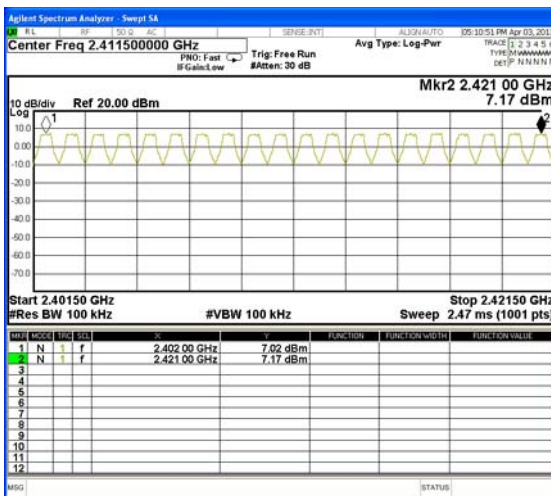 Agilent Spectrum Analyzer - Swept SA
RL RF 50 Ω AC SENSE:INT ALIGN AUTO 05:10:51 PM Apr 03, 201
Center Freq 2.411500000 GHz
PNO: Fast
IFGain:Low
Trig: Free Run
#Atten: 30 dB
Avg Type: Log-Pwr
TRACE 1 2 3 4 5
TYPE M
DET P N N N N
Mkr2 2.421 00 GHz
7.17 dBm
10 dB/div Ref 20.00 dBm
Log
1
2
10.0
0.00
-10.0
-20.0
-30.0
-40.0
-50.0
-60.0
-70.0
Start 2.40150 GHz Stop 2.42150 GHz
#Res BW 100 kHz #VBW 100 kHz Sweep 2.47 ms (1001 pts)
MKR MODE TRC SCL X Y FUNCTION FUNCTION WIDTH FUNCTION VALUE
1 N 1 f 2.402 00 GHz 7.02 dBm
2 N 1 f 2.421 00 GHz 7.17 dBm
3
4
5
6
7
8
9
10
11
12
MSG STATUS